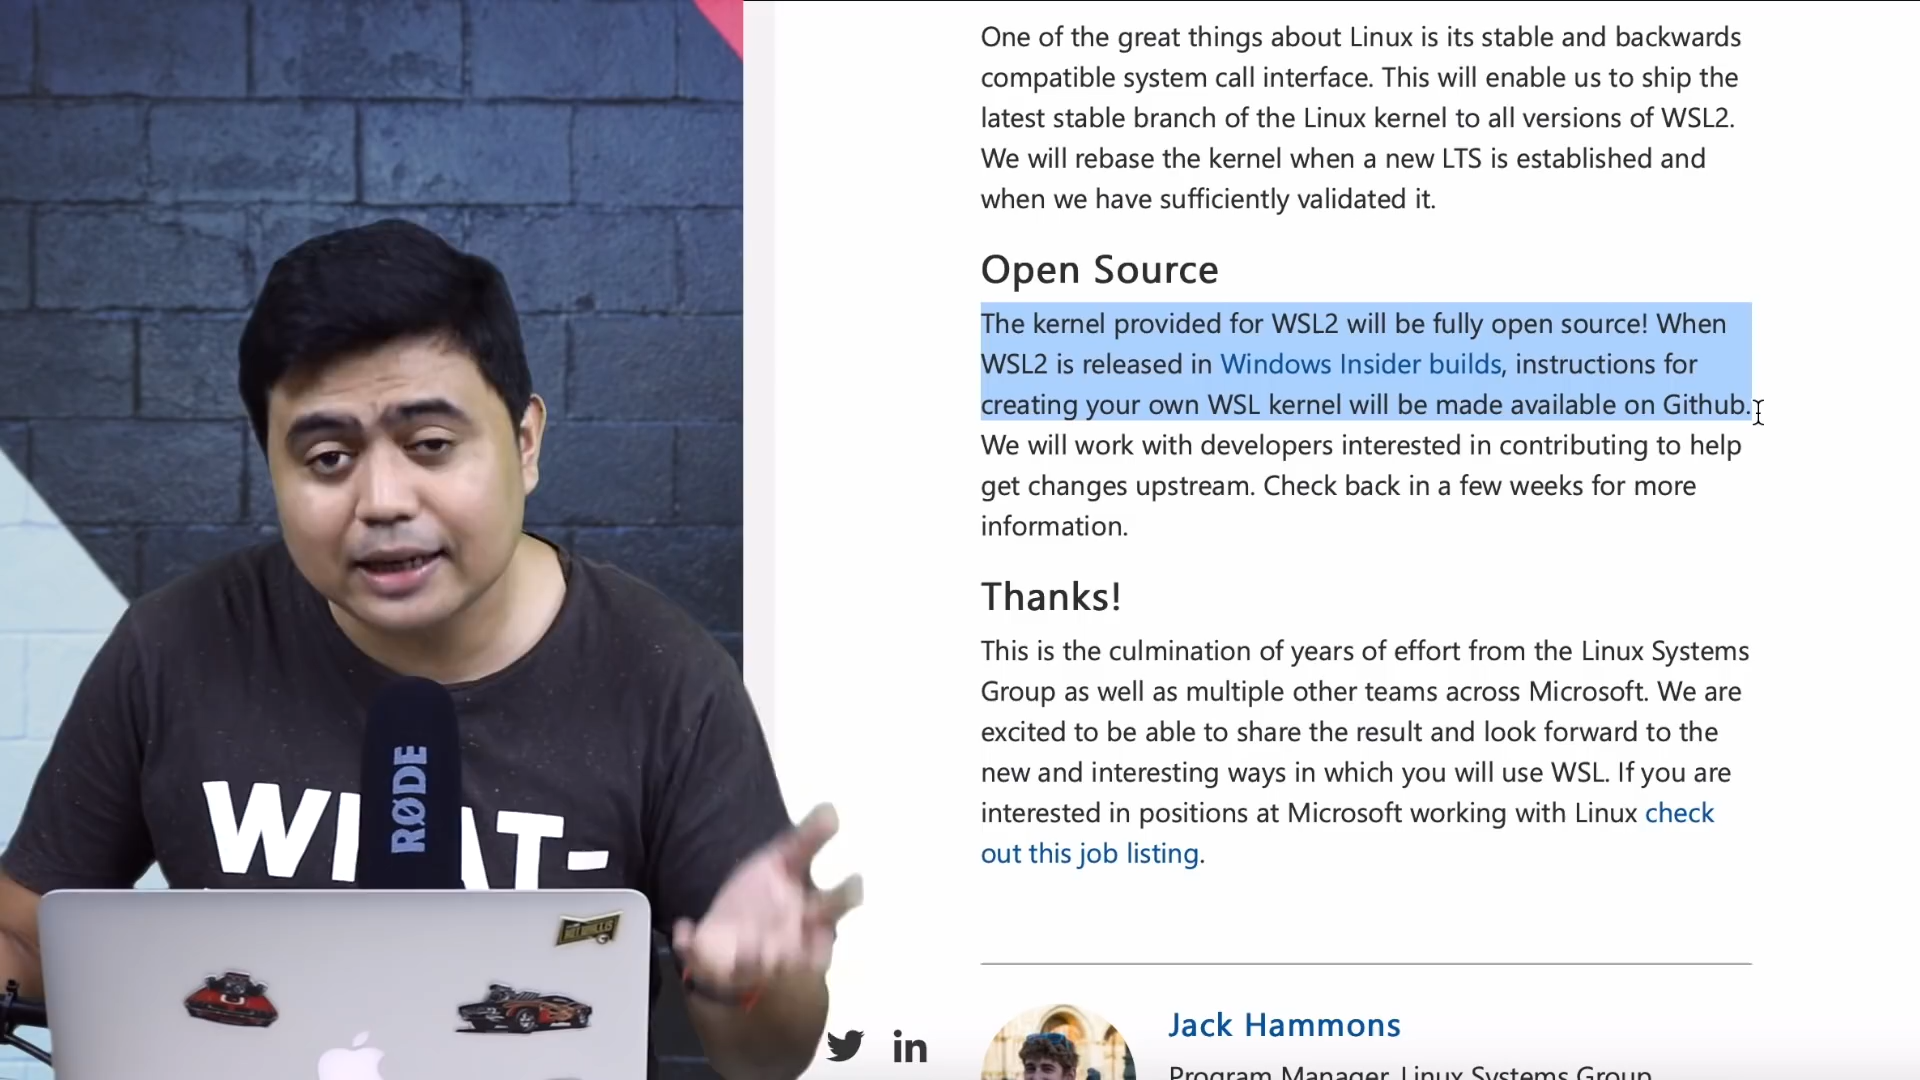 One of the great things about Linux is its stable and backwards
compatible system call interface. This will enable us to ship the
latest stable branch of the Linux kernel to all versions of WSL2.
We will rebase the kernel when a new LTS is established and
when we have sufficiently validated it.
Open Source
The kernel provided for WSL2 will be fully open source! When
WSL2 is released in Windows Insider builds, instructions for
creating your own WSL kernel will be made available on Github.
We will work with developers interested in contributing to help
get changes upstream. Check back in a few weeks for more
information.
Thanks!
This is the culmination of years of effort from the Linux Systems
Group as well as multiple other teams across Microsoft. We are
excited to be able to share the result and look forward to the
new and interesting ways in which you will use WSL. If you are
interested in positions at Microsoft working with Linux check
out this job listing.
Jack Hammons
Program Manager, Linux Systems Group
in
RØDE